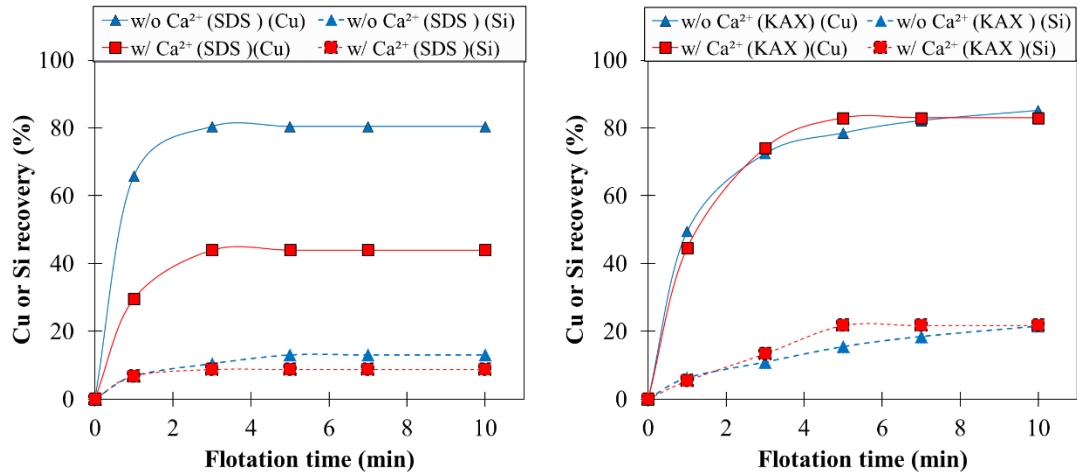 w/o Ca²⁺ (SDS ) (Cu) w/o Ca²⁺ (SDS ) (Si)
w/ Ca²⁺ (SDS )(Cu) w/ Ca²⁺ (SDS )(Si)
100
80
60
40
20
0
Cu or Si recovery (%)
0 2 4 6 8 10
Flotation time (min)
w/o Ca²⁺ (KAX) (Cu) w/o Ca²⁺ (KAX ) (Si)
w/ Ca²⁺ (KAX )(Cu) w/ Ca²⁺ (KAX )(Si)
100
80
60
40
20
0
Cu or Si recovery (%)
0 2 4 6 8 10
Flotation time (min)